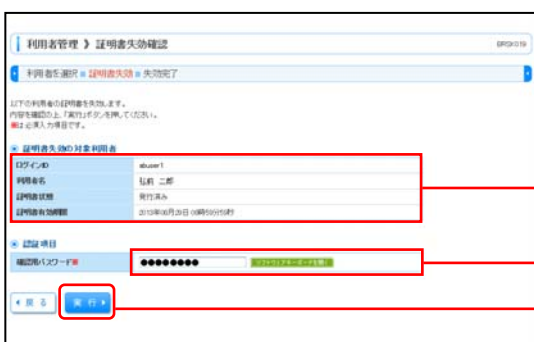 利用者管理 》 証明書失効確認
BRSK019
利用者を選択 ≫ 証明書失効 ≫ 失効完了
以下の利用者の証明書を失効します。
内容を確認の上、「実行」ボタンを押してください。
※は必須入力項目です。
証明書失効の対象利用者
ログインID abuser1
利用者名 弘前 二郎
証明書状態 発行済み
証明書有効期限
認証項目
確認用パスワード※ ●●●●●●●● ソフトウェアキーボードを開く
戻る 実行